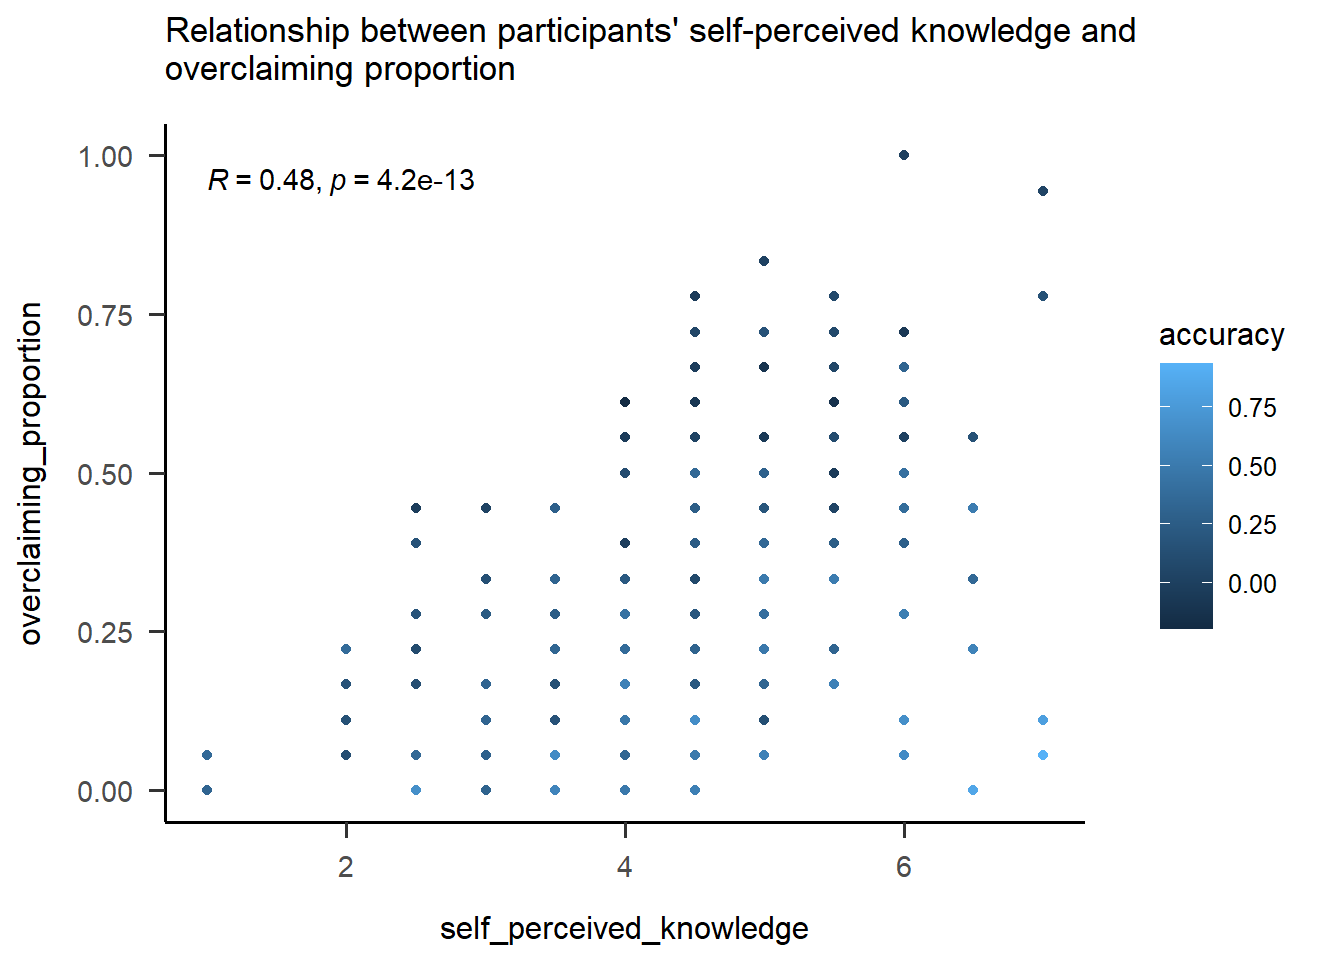 Relationship between participants' self-perceived knowledge and
overclaiming proportion
R = 0.48, p = 4.2e-13
overclaiming_proportion
1.00
0.75
0.50
0.25
0.00
2
4
6
self_perceived_knowledge
accuracy
0.75
0.50
0.25
0.00